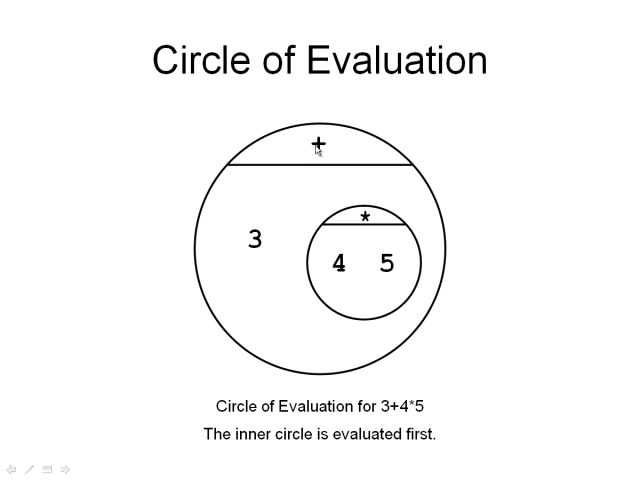 Circle of Evaluation
+
*
3
4 5
Circle of Evaluation for 3+4*5
The inner circle is evaluated first.